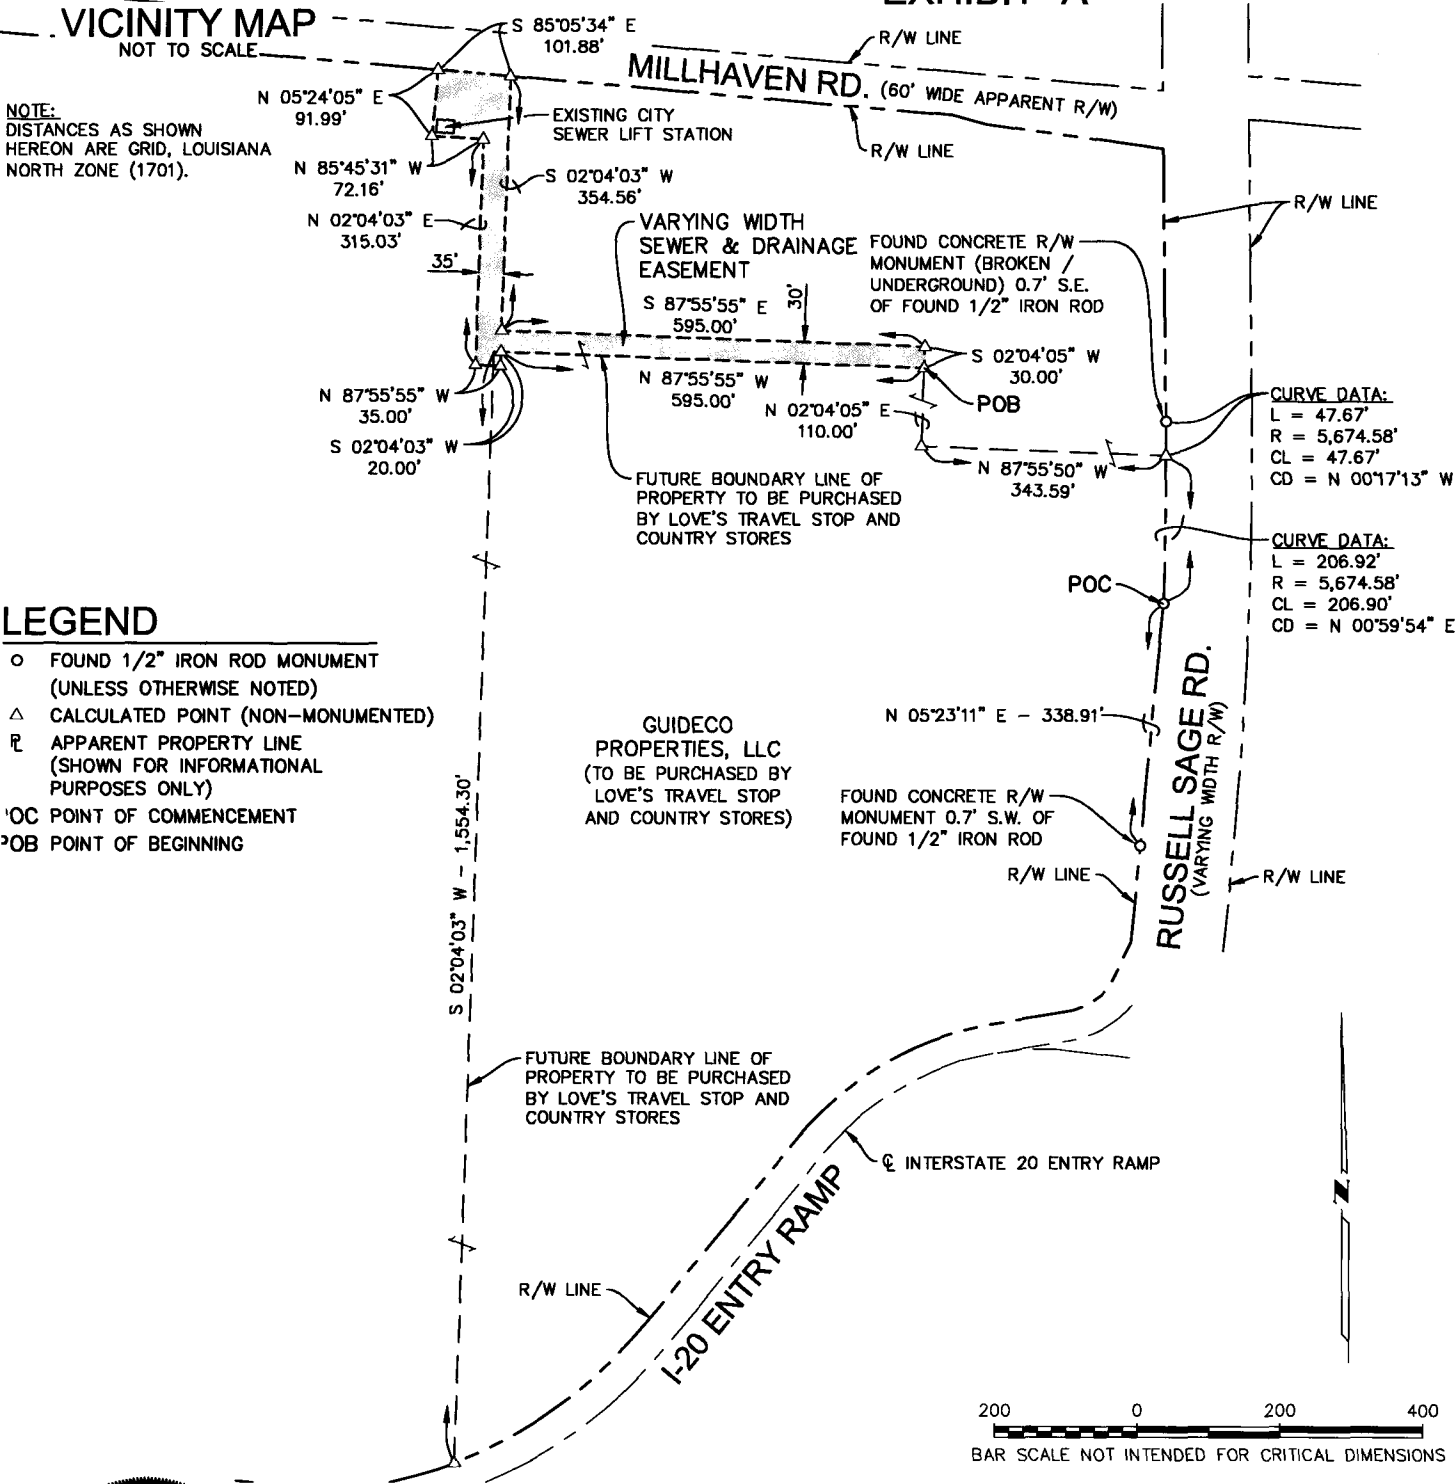 EXHIBIT "A"
VICINITY MAP
NOT TO SCALE
S 85°05'34" E
101.88'
R/W LINE
MILLHAVEN RD. (60' WIDE APPARENT R/W)
R/W LINE
NOTE:
DISTANCES AS SHOWN
HEREON ARE GRID, LOUISIANA
NORTH ZONE (1701).
N 05°24'05" E
91.99'
EXISTING CITY
SEWER LIFT STATION
N 85°45'31" W
72.16'
S 02°04'03" W
354.56'
N 02°04'03" E
315.03'
35'
VARYING WIDTH
SEWER & DRAINAGE
EASEMENT
FOUND CONCRETE R/W
MONUMENT (BROKEN /
UNDERGROUND) 0.7' S.E.
OF FOUND 1/2" IRON ROD
R/W LINE
S 87°55'55" E
595.00'
30'
N 87°55'55" W
595.00'
S 02°04'05" W
30.00'
POB
N 02°04'05" E
110.00'
N 87°55'50" W
343.59'
N 87°55'55" W
35.00'
S 02°04'03" W
20.00'
CURVE DATA:
L = 47.67'
R = 5,674.58'
CL = 47.67'
CD = N 00°17'13" W
FUTURE BOUNDARY LINE OF
PROPERTY TO BE PURCHASED
BY LOVE'S TRAVEL STOP AND
COUNTRY STORES
CURVE DATA:
L = 206.92'
R = 5,674.58'
CL = 206.90'
CD = N 00°59'54" E
POC
LEGEND
FOUND 1/2" IRON ROD MONUMENT
(UNLESS OTHERWISE NOTED)
CALCULATED POINT (NON-MONUMENTED)
PL APPARENT PROPERTY LINE
(SHOWN FOR INFORMATIONAL
PURPOSES ONLY)
POC POINT OF COMMENCEMENT
POB POINT OF BEGINNING
GUIDECO
PROPERTIES, LLC
(TO BE PURCHASED BY
LOVE'S TRAVEL STOP
AND COUNTRY STORES)
N 05°23'11" E - 338.91'
RUSSELL SAGE RD.
(VARYING WIDTH R/W)
FOUND CONCRETE R/W
MONUMENT 0.7' S.W. OF
FOUND 1/2" IRON ROD
R/W LINE
R/W LINE
S 02°04'03" W - 1,554.30'
FUTURE BOUNDARY LINE OF
PROPERTY TO BE PURCHASED
BY LOVE'S TRAVEL STOP AND
COUNTRY STORES
CL INTERSTATE 20 ENTRY RAMP
I-20 ENTRY RAMP
R/W LINE
N
200 0 200 400
BAR SCALE NOT INTENDED FOR CRITICAL DIMENSIONS